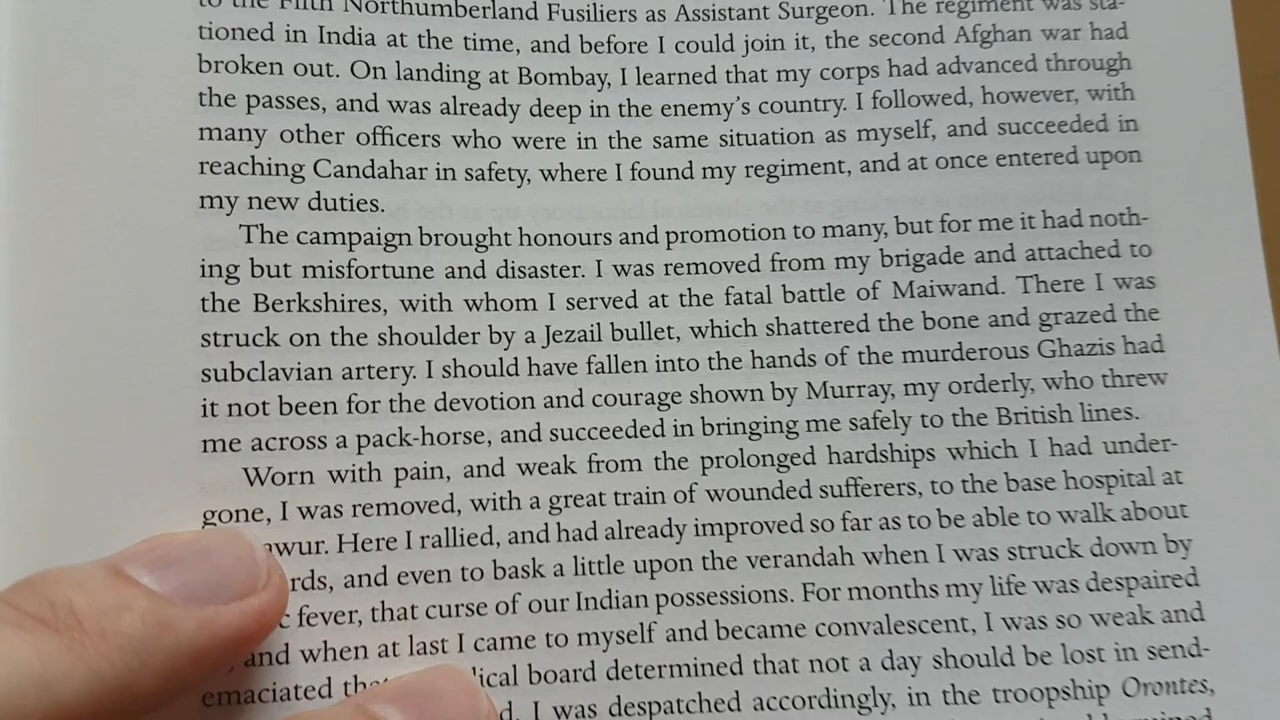 to the Fifth Northumberland Fusiliers as Assistant Surgeon. The regiment was sta-
tioned in India at the time, and before I could join it, the second Afghan war had
broken out. On landing at Bombay, I learned that my corps had advanced through
the passes, and was already deep in the enemy's country. I followed, however, with
many other officers who were in the same situation as myself, and succeeded in
reaching Candahar in safety, where I found my regiment, and at once entered upon
my new duties.
The campaign brought honours and promotion to many, but for me it had noth-
ing but misfortune and disaster. I was removed from my brigade and attached to
the Berkshires, with whom I served at the fatal battle of Maiwand. There I was
struck on the shoulder by a Jezail bullet, which shattered the bone and grazed the
subclavian artery. I should have fallen into the hands of the murderous Ghazis had
it not been for the devotion and courage shown by Murray, my orderly, who threw
me across a pack-horse, and succeeded in bringing me safely to the British lines.
Worn with pain, and weak from the prolonged hardships which I had under-
gone, I was removed, with a great train of wounded sufferers, to the base hospital at
awur. Here I rallied, and had already improved so far as to be able to walk about
rds, and even to bask a little upon the verandah when I was struck down by
c fever, that curse of our Indian possessions. For months my life was despaired
, and when at last I came to myself and became convalescent, I was so weak and
emaciated lical board determined that not a day should be lost in send-
d. I was despatched accordingly, in the troopship Orontes,